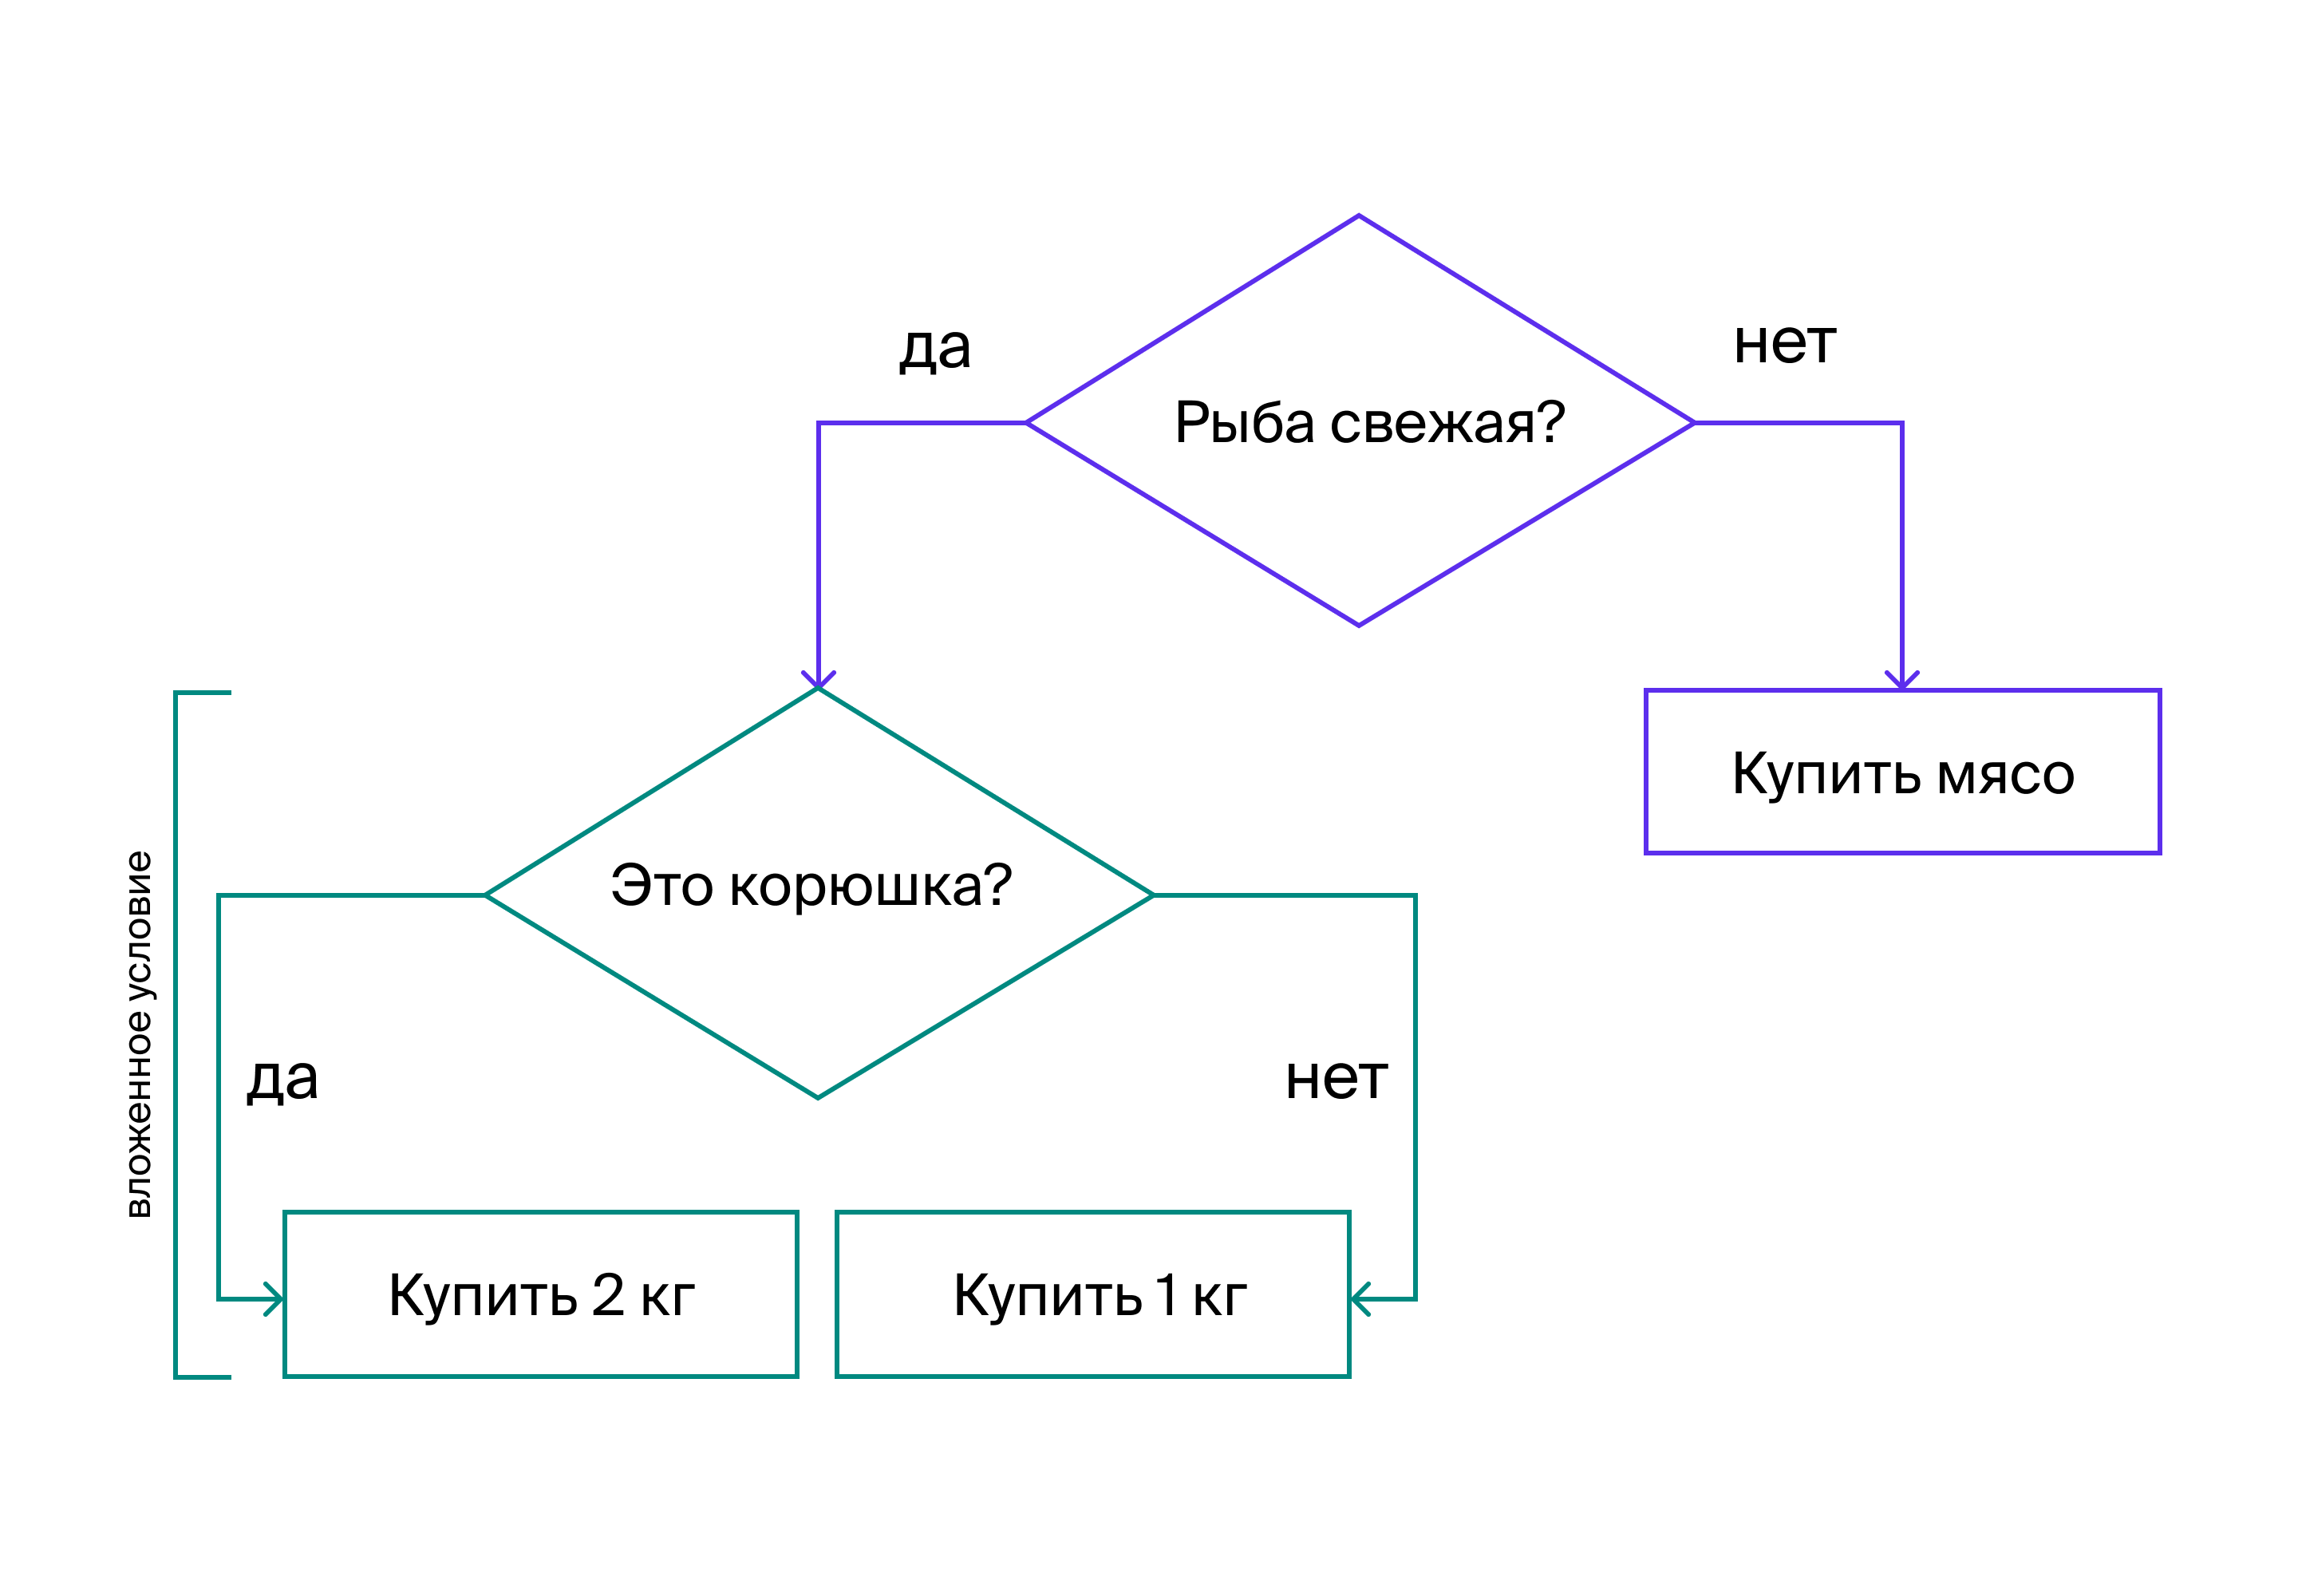 да
нет
Рыба свежая?
Купить мясо
Это корюшка?
вложенное условие
да
нет
Купить 2 кг
Купить 1 кг